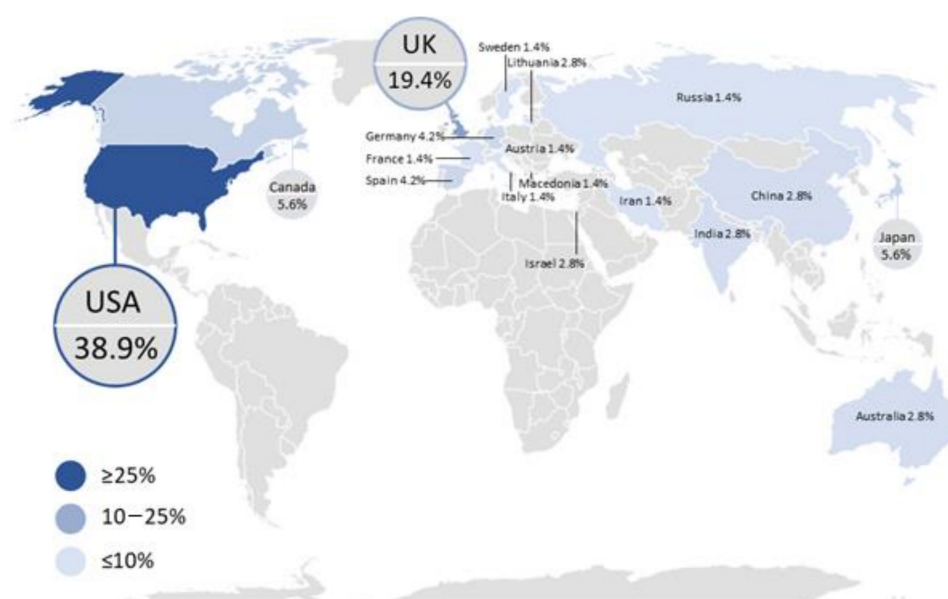 UK
19.4%
Sweden 1.4%
Lithuania 2.8%
Russia 1.4%
Germany 4.2%
Austria 1.4%
France 1.4%
Spain 4.2%
Macedonia 1.4%
Italy 1.4%
Canada
5.6%
Iran 1.4%
China 2.8%
India 2.8%
Japan
5.6%
Israel 2.8%
USA
38.9%
Australia 2.8%
≥25%
10−25%
≤10%